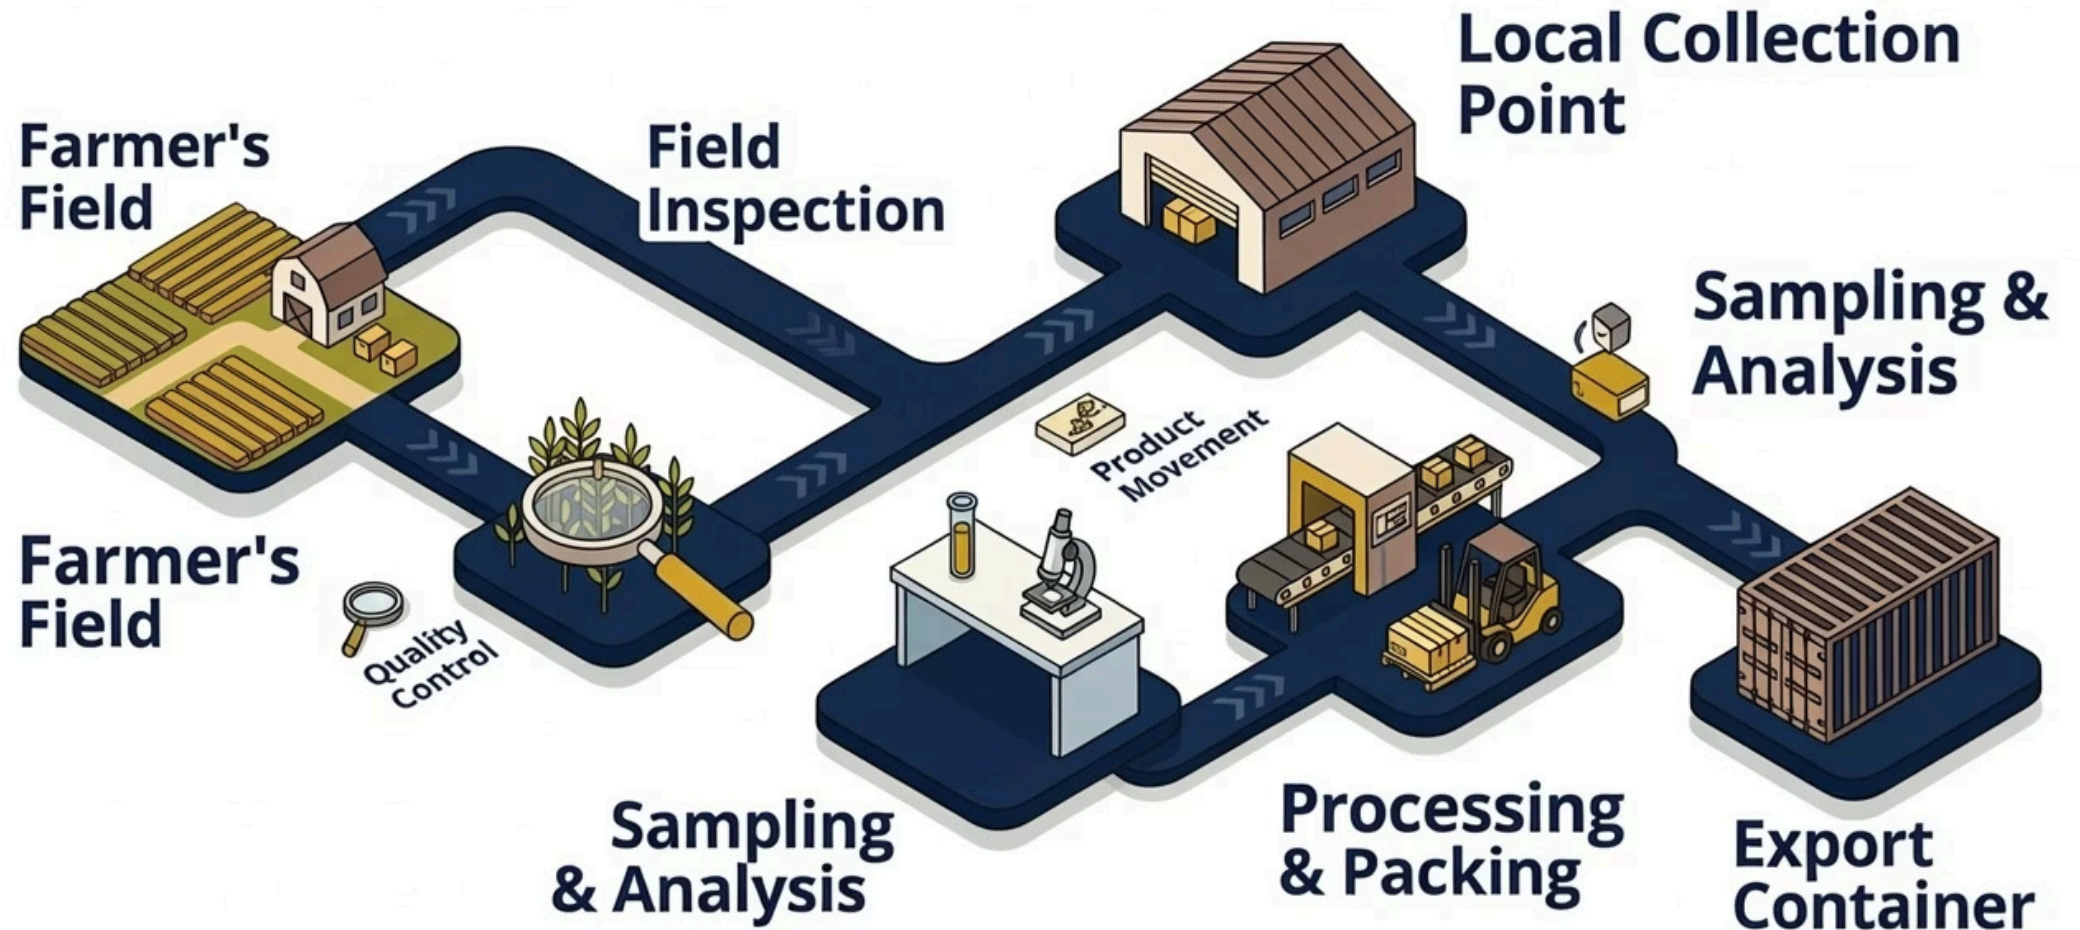 Farmer's
Field
Field
Inspection
Local Collection
Point
Sampling &
Analysis
Product
Movement
Farmer's
Field
Quality
Control
Sampling
& Analysis
Processing
& Packing
Export
Container